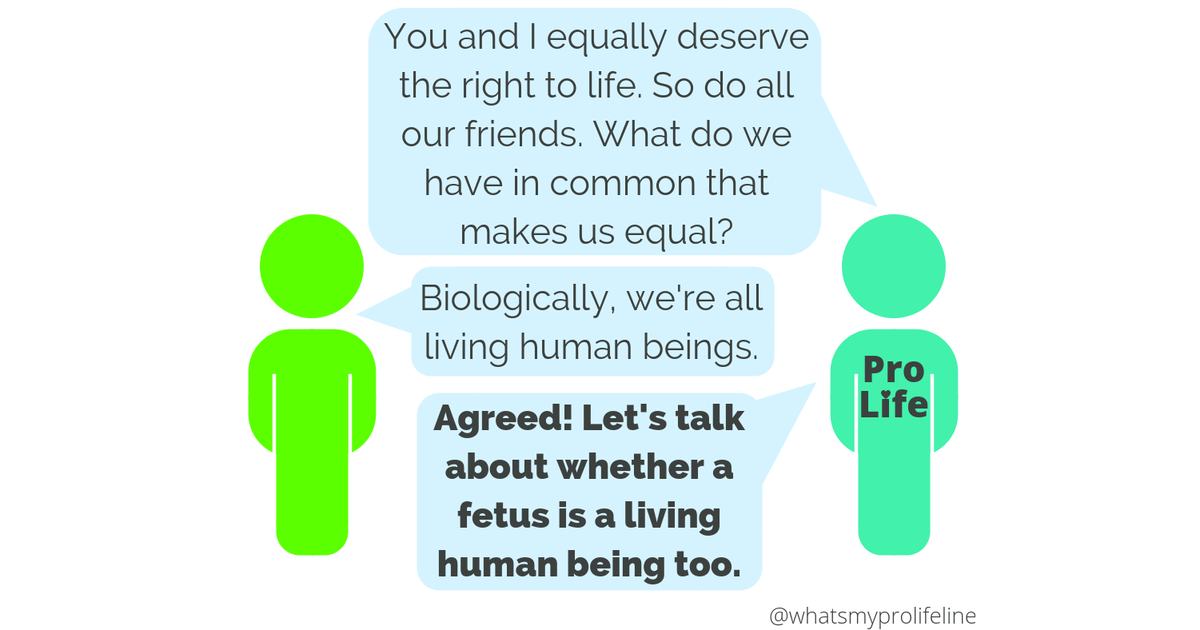 You and I equally deserve
the right to life. So do all
our friends. What do we
have in common that
makes us equal?
Biologically, we're all
living human beings.
Pro
Life
Agreed! Let's talk
about whether a
fetus is a living
human being too.
@whatsmyprolifeline